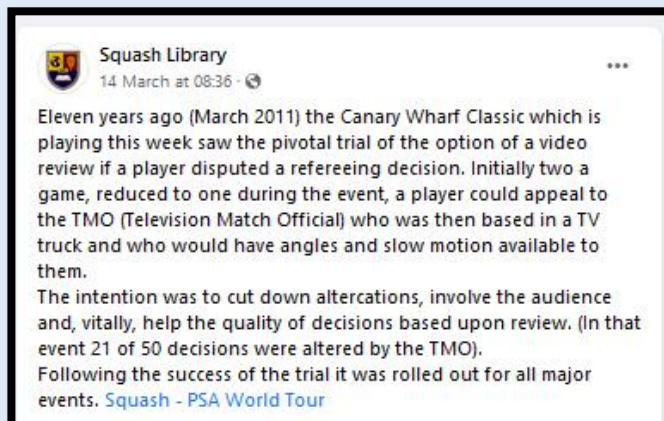 Squash Library
14 March at 08:36 ·
Eleven years ago (March 2011) the Canary Wharf Classic which is
playing this week saw the pivotal trial of the option of a video
review if a player disputed a refereeing decision. Initially two a
game, reduced to one during the event, a player could appeal to
the TMO (Television Match Official) who was then based in a TV
truck and who would have angles and slow motion available to
them.
The intention was to cut down altercations, involve the audience
and, vitally, help the quality of decisions based upon review. (In that
event 21 of 50 decisions were altered by the TMO).
Following the success of the trial it was rolled out for all major
events. Squash - PSA World Tour